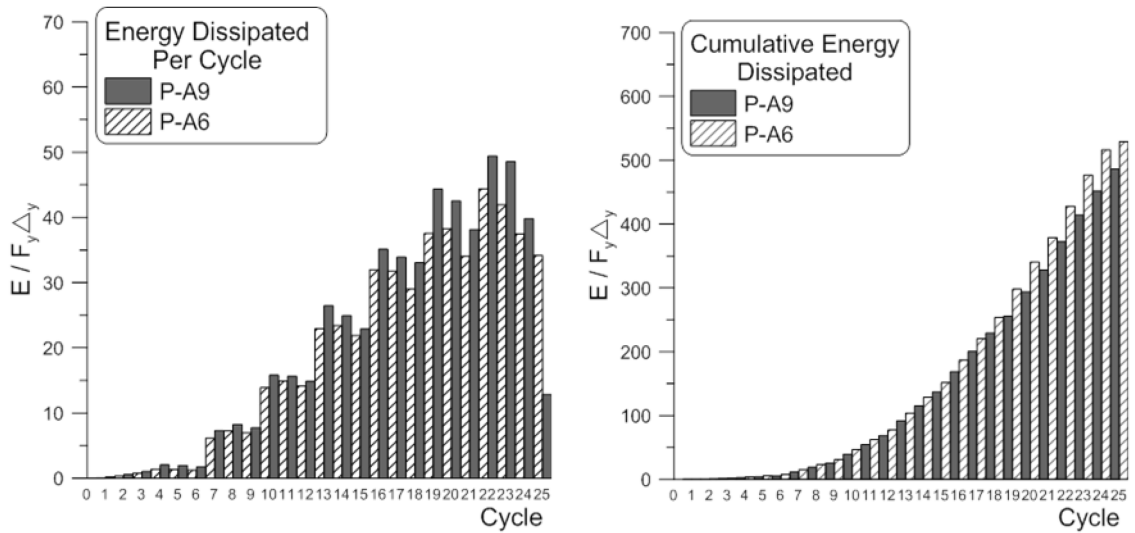 70
60
50
40
30
20
10
0
E / F_y△_y
Energy Dissipated
Per Cycle
P-A9
P-A6
0 1 2 3 4 5 6 7 8 9 10 11 12 13 14 15 16 17 18 19 20 21 22 23 24 25
Cycle
700
600
500
400
300
200
100
0
E / F_y△_y
Cumulative Energy
Dissipated
P-A9
P-A6
0 1 2 3 4 5 6 7 8 9 10 11 12 13 14 15 16 17 18 19 20 21 22 23 24 25
Cycle